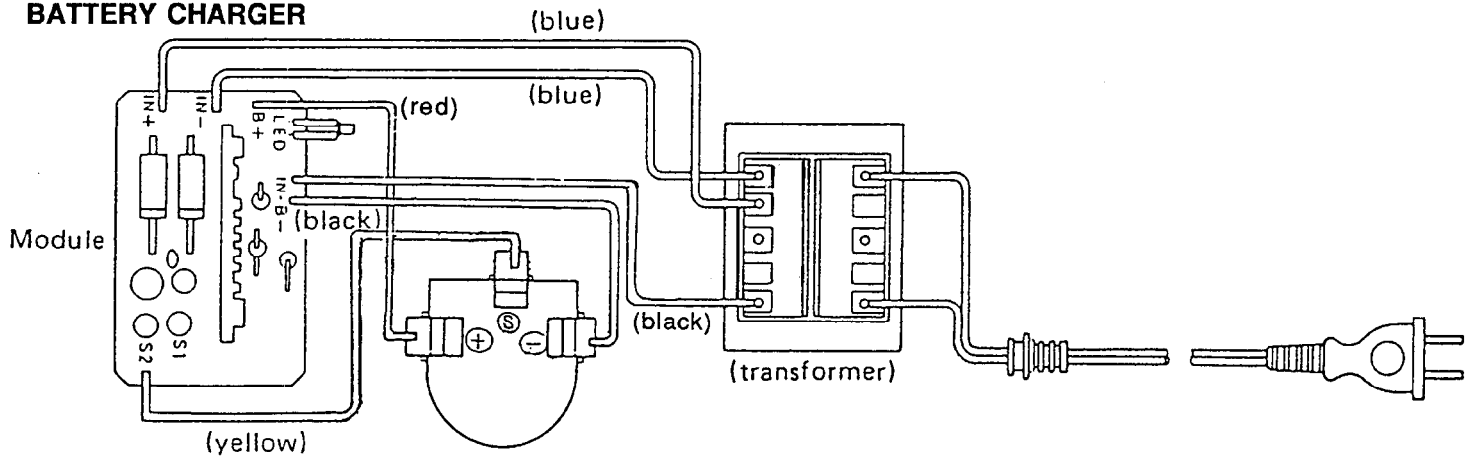 BATTERY CHARGER
(blue)
(blue)
(red)
IN+
IN-
B+
LED
IN-
B-
(black)
Module
S2
S1
S
+
−
(black)
(transformer)
(yellow)